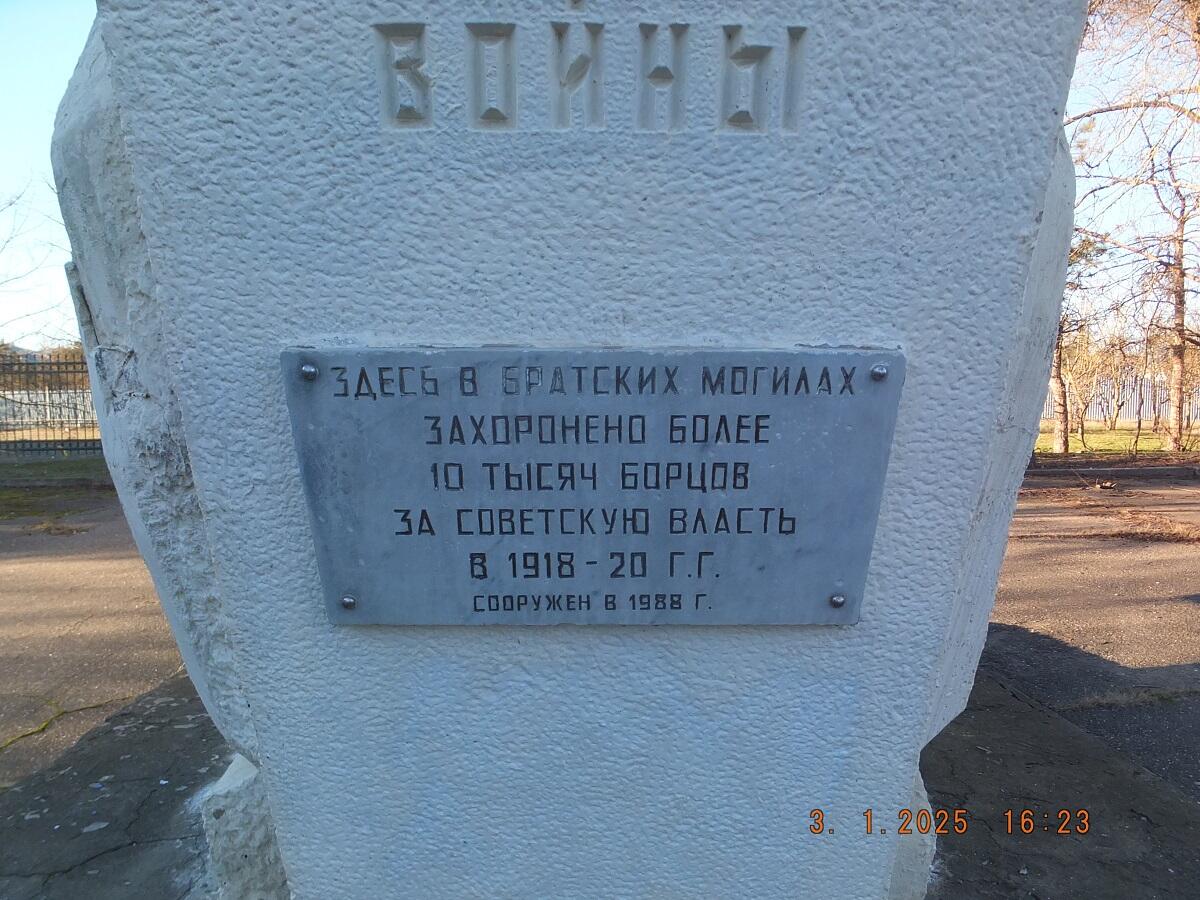 ВОЙНЫ
ЗДЕСЬ В БРАТСКИХ МОГИЛАХ
ЗАХОРОНЕНО БОЛЕЕ
10 ТЫСЯЧ БОРЦОВ
ЗА СОВЕТСКУЮ ВЛАСТЬ
В 1918 - 20 Г.Г.
СООРУЖЕН В 1988 Г.
3. 1.2025 16:23